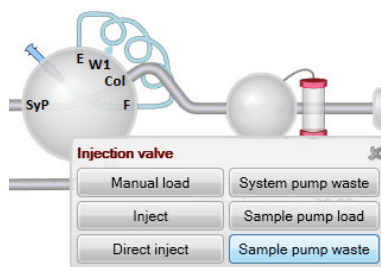 E
W1
Col
SyP
F
Injection valve
Manual load
System pump waste
Inject
Sample pump load
Direct inject
Sample pump waste